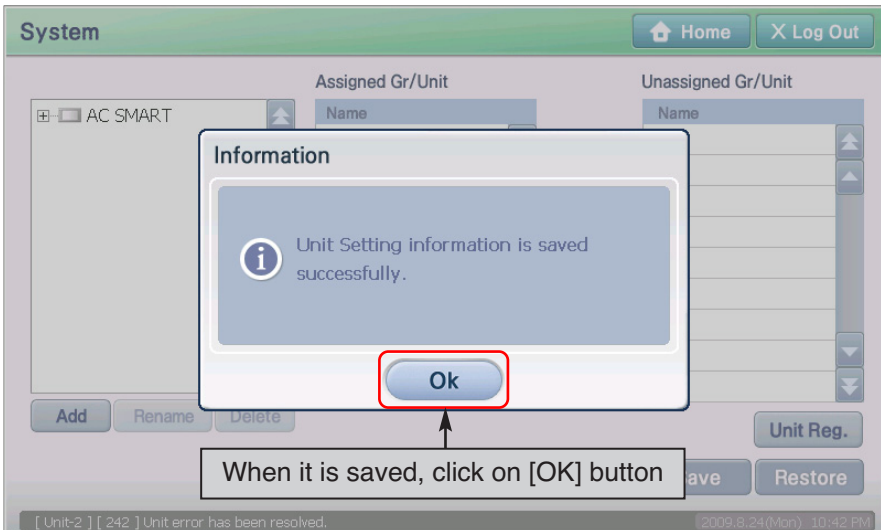 System
Home
X Log Out
Assigned Gr/Unit
Unassigned Gr/Unit
AC SMART
Name
Name
Information
Unit Setting information is saved
successfully.
Ok
Add
Rename
Delete
Unit Reg.
When it is saved, click on [OK] button
Restore
[ Unit-2 ] [ 242 ] Unit error has been resolved.
2009.8.24(Mon) 10:42 PM